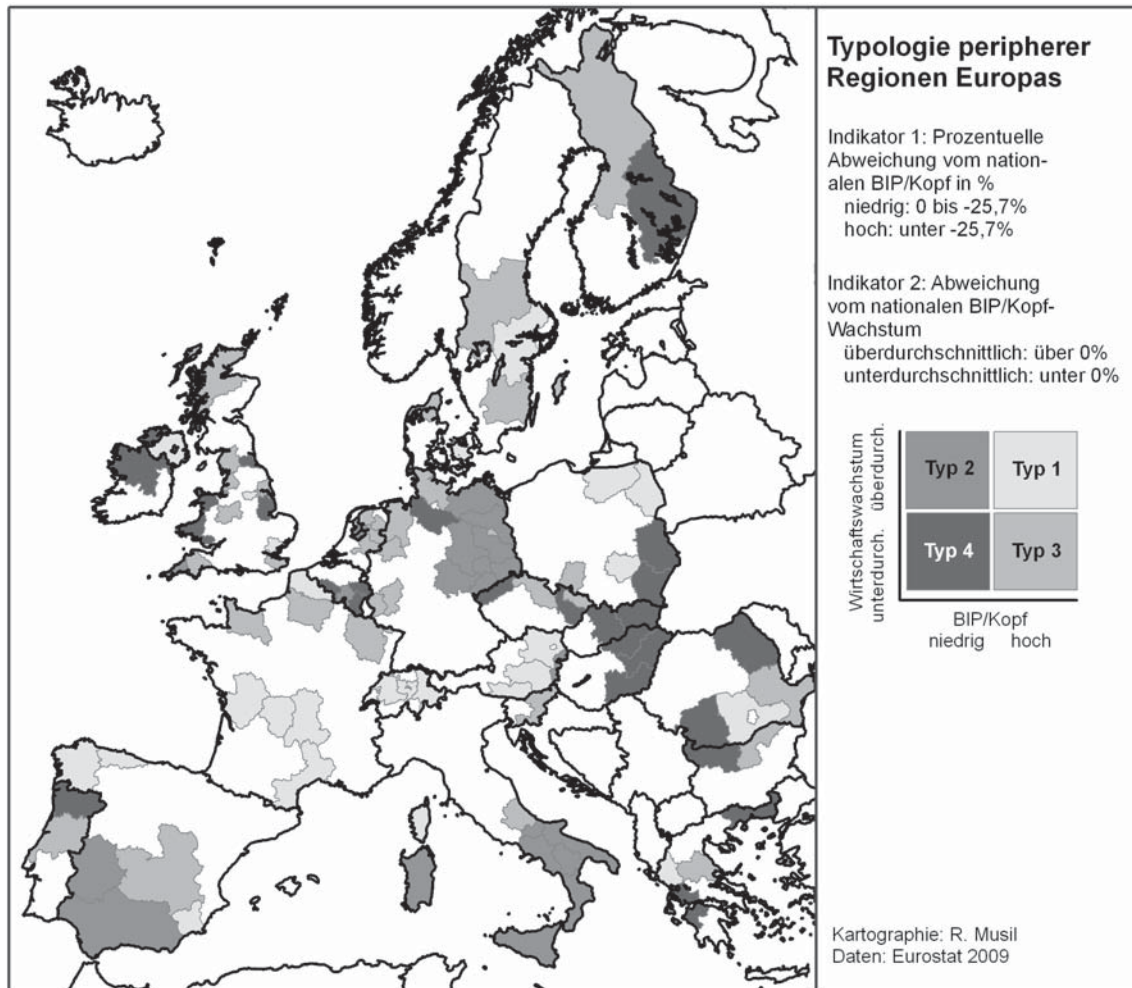 Typologie peripherer
Regionen Europas
Indikator 1: Prozentuelle
Abweichung vom natio-
nalen BIP/Kopf in %
niedrig: 0 bis -25,7%
hoch: unter -25,7%
Indikator 2: Abweichung
vom nationalen BIP/Kopf-
Wachstum
überdurchschnittlich: über 0%
unterdurchschnittlich: unter 0%
Wirtschaftswachstum
unterdurch. überdurch.
Typ 2 Typ 1
Typ 4 Typ 3
BIP/Kopf
niedrig hoch
Kartographie: R. Musil
Daten: Eurostat 2009